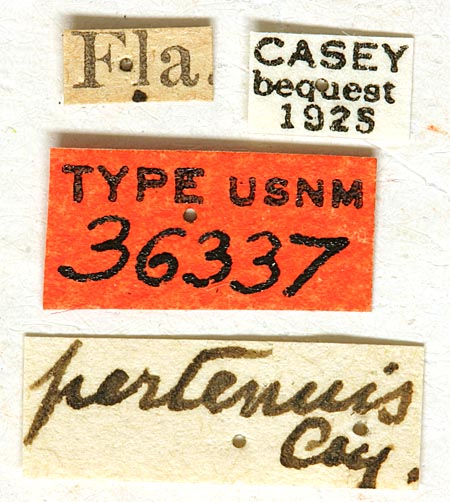 Fla.
CASEY
bequest
1925
TYPE USNM
36337
pertenuis
Csy.